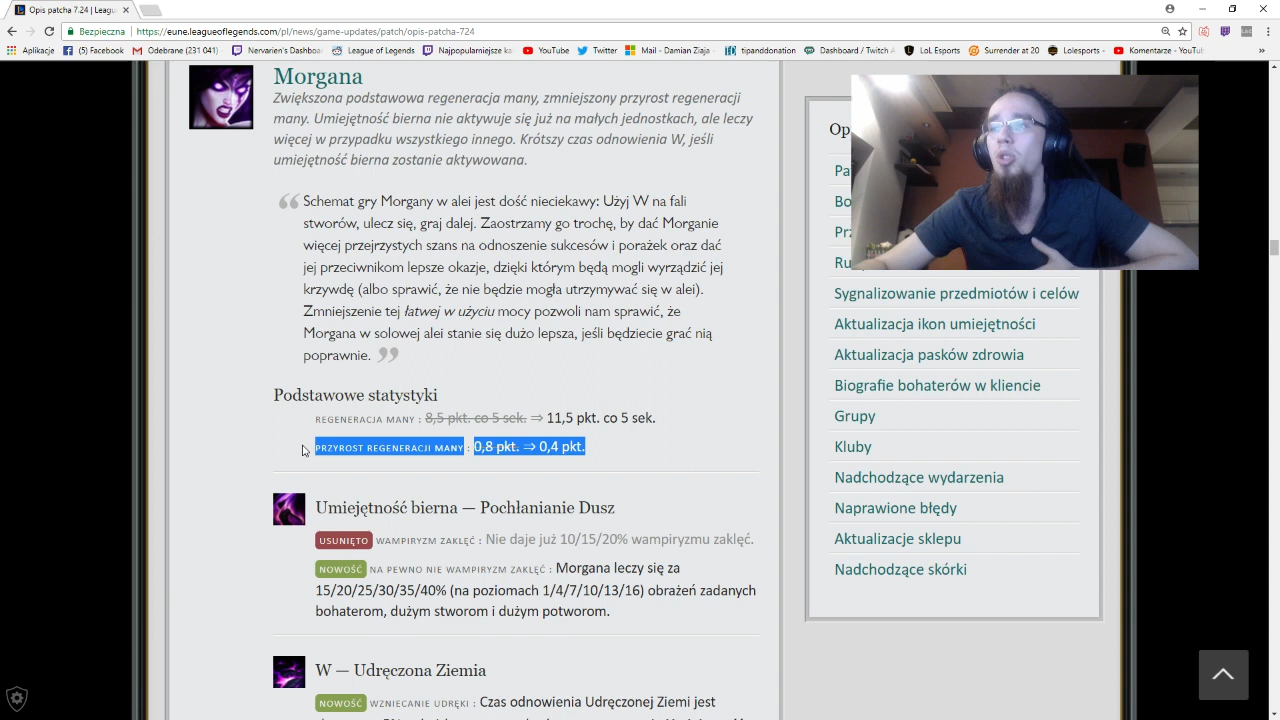 Opis patcha 7.24 | Leagu
Bezpieczna
https://eune.leagueoflegends.com/pl/news/game-updates/patch/opis-patcha-724
Aplikacje (5) Facebook Odebrane (231 041) Nervarien's Dashboar League of Legends Najpopularniejsze ka YouTube Twitter Mail - Damian Ziaja tipanddonation Dashboard / Twitch A LoL Esports Surrender at 20 Lolesports - Komentarze - YouTub »
Morgana
Zwiększona podstawowa regeneracja many, zmniejszony przyrost regeneracji
many. Umiejętność bierna nie aktywuje się już na małych jednostkach, ale leczy
więcej w przypadku wszystkiego innego. Krótszy czas odnowienia W, jeśli
umiejętność bierna zostanie aktywowana.
“ Schemat gry Morgany w alei jest dość nieciekawy: Użyj W na fali
stworów, ulecz się, graj dalej. Zaostrzamy go trochę, by dać Morganie
więcej przejrzystych szans na odnoszenie sukcesów i porażek oraz dać
jej przeciwnikom lepsze okazje, dzięki którym będą mogli wyrządzić jej
krzywdę (albo sprawić, że nie będzie mogła utrzymywać się w alei).
Zmniejszenie tej łatwej w użyciu mocy pozwoli nam sprawić, że
Morgana w solowej alei stanie się dużo lepsza, jeśli będziecie grać nią
poprawnie. ”
Podstawowe statystyki
REGENERACJA MANY : 8,5 pkt. co 5 sek. ⇒ 11,5 pkt. co 5 sek.
PRZYROST REGENERACJI MANY : 0,8 pkt. ⇒ 0,4 pkt.
Umiejętność bierna — Pochłanianie Dusz
USUNIĘTO WAMPIRYZM ZAKLĘĆ : Nie daje już 10/15/20% wampiryzmu zaklęć.
NOWOŚĆ NA PEWNO NIE WAMPIRYZM ZAKLĘĆ : Morgana leczy się za
15/20/25/30/35/40% (na poziomach 1/4/7/10/13/16) obrażeń zadanych
bohaterom, dużym stworom i dużym potworom.
W — Udręczona Ziemia
NOWOŚĆ WZNIECANIE UDRĘKI : Czas odnowienia Udręczonej Ziemi jest
Op
Pa
Bo
Prz
Ru
Sygnalizowanie przedmiotów i celów
Aktualizacja ikon umiejętności
Aktualizacja pasków zdrowia
Biografie bohaterów w kliencie
Grupy
Kluby
Nadchodzące wydarzenia
Naprawione błędy
Aktualizacje sklepu
Nadchodzące skórki